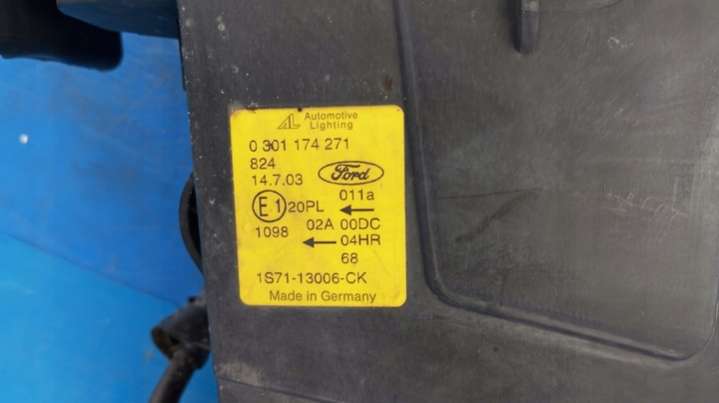 AL Automotive
Lighting
0 301 174 271
824
14.7.03 Ford
011a
E1 20PL ←
1098 02A 00DC
← 04HR
68
1S71-13006-CK
Made in Germany